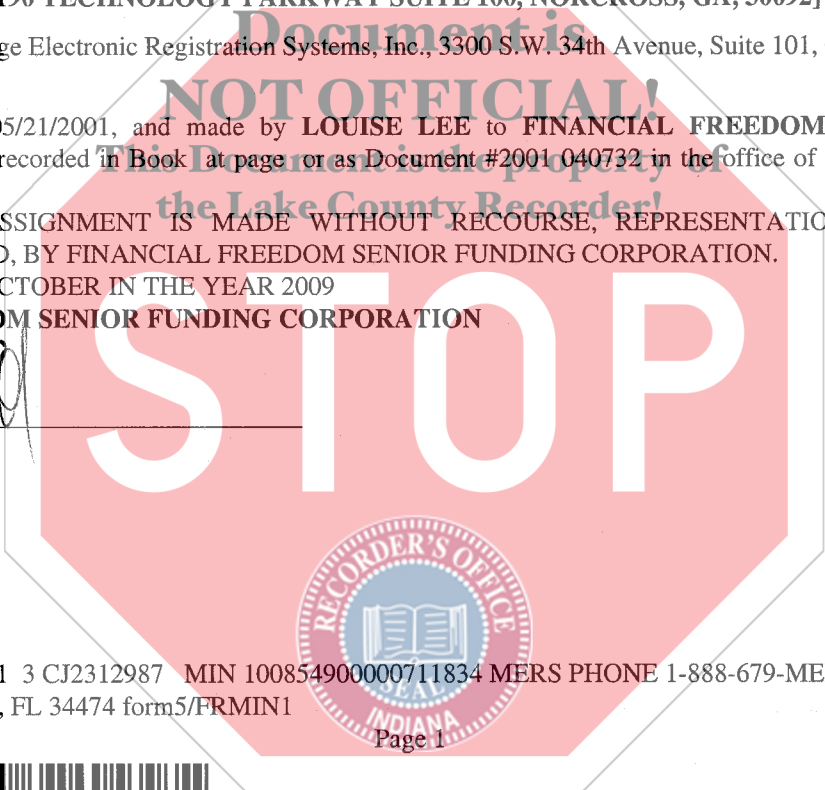 TECHNOLOGY PARKWAY SUITE 100, NORCROSS, GA, 30092]
Document is
ge Electronic Registration Systems, Inc., 3300 S.W. 34th Avenue, Suite 101,
NOT OFFICIAL!
05/21/2001, and made by LOUISE LEE to FINANCIAL FREEDOM
recorded in Book at page or as Document #2001 040732 in the office of
This Document is the property of
the Lake County Recorder!
SSIGNMENT IS MADE WITHOUT RECOURSE, REPRESENTATIO
D, BY FINANCIAL FREEDOM SENIOR FUNDING CORPORATION.
CTOBER IN THE YEAR 2009
OM SENIOR FUNDING CORPORATION
STOP
RECORDER'S OFFICE
SEAL
INDIANA
1 3 CJ2312987 MIN 100854900000711834 MERS PHONE 1-888-679-ME
, FL 34474 form5/FRMIN1
Page 1